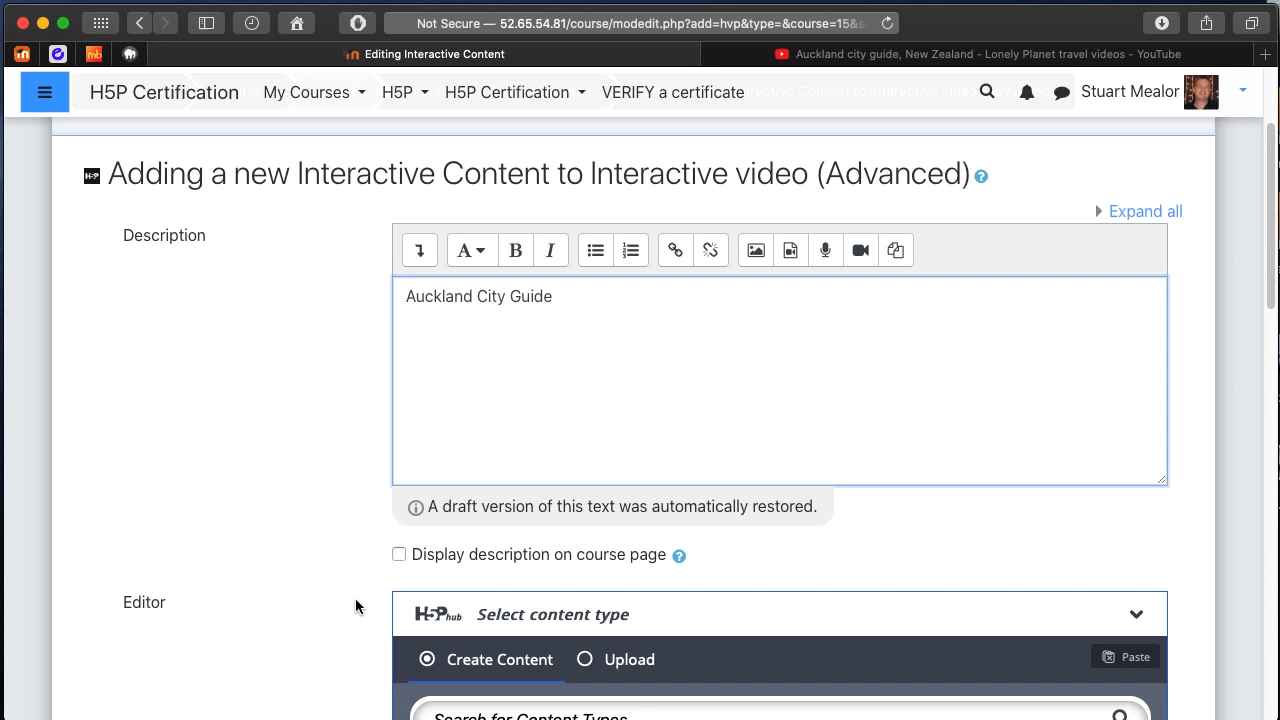 Not Secure — 52.65.54.81/course/modedit.php?add=hvp&type=&course=15&s
Editing Interactive Content
Auckland city guide, New Zealand - Lonely Planet travel videos - YouTube
H5P Certification
My Courses
H5P
H5P Certification
VERIFY a certificate
Stuart Mealor
H5P
Adding a new Interactive Content to Interactive video (Advanced)
Expand all
Description
A B I
Auckland City Guide
A draft version of this text was automatically restored.
Display description on course page
Editor
H5P hub Select content type
Create Content
Upload
Paste
Search for Content Types